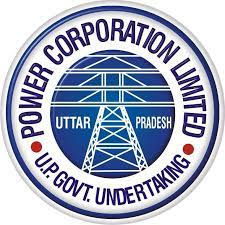 POWER CORPORATION LIMITED
UTTAR PRADESH
U.P. GOVT. UNDERTAKING